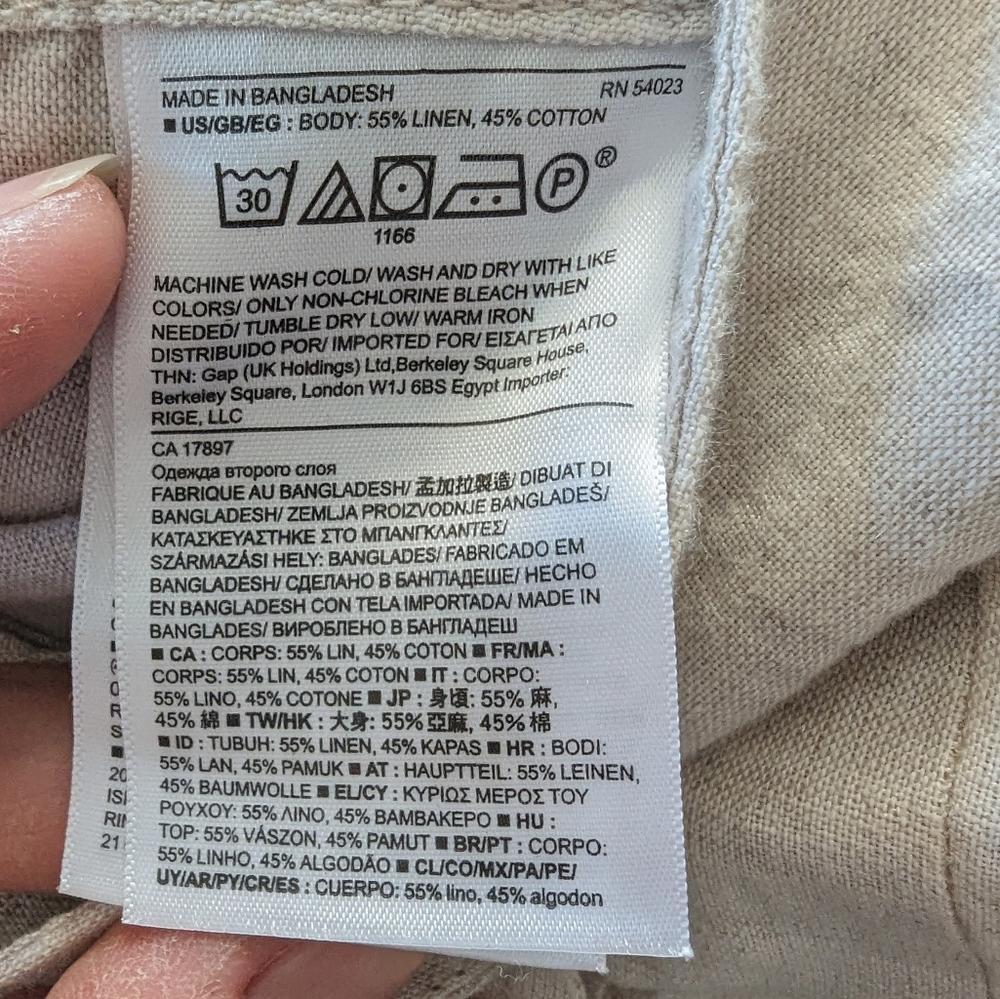 MADE IN BANGLADESH RN 54023
■ US/GB/EG : BODY: 55% LINEN, 45% COTTON
30 P ®
1166
MACHINE WASH COLD/ WASH AND DRY WITH LIKE
COLORS/ ONLY NON-CHLORINE BLEACH WHEN
NEEDED/ TUMBLE DRY LOW/ WARM IRON
DISTRIBUIDO POR/ IMPORTED FOR/ ΕΙΣΑΓΕΤΑΙ ΑΠΟ
ΤΗΝ: Gap (UK Holdings) Ltd,Berkeley Square House,
Berkeley Square, London W1J 6BS Egypt Importer:
RIGE, LLC
CA 17897
Одежда второго слоя
FABRIQUE AU BANGLADESH/ 孟加拉製造/ DIBUAT DI
BANGLADESH/ ZEMLJA PROIZVODNJE BANGLADEŠ/
ΚΑΤΑΣΚΕΥΑΣΤΗΚΕ ΣΤΟ ΜΠΑΝΓΚΛΑΝΤΕΣ/
SZÁRMAZÁSI HELY: BANGLADES/ FABRICADO EM
BANGLADESH/ СДЕЛАНО В БАНГЛАДЕШЕ/ HECHO
EN BANGLADESH CON TELA IMPORTADA/ MADE IN
BANGLADES/ ВИРОБЛЕНО В БАНГЛАДЕШ
■ CA : CORPS: 55% LIN, 45% COTON ■ FR/MA :
CORPS: 55% LIN, 45% COTON ■ IT : CORPO:
55% LINO, 45% COTONE ■ JP : 身頃: 55% 麻,
45% 綿 ■ TW/HK : 大身: 55% 亞麻, 45% 棉
■ ID : TUBUH: 55% LINEN, 45% KAPAS ■ HR : BODI:
55% LAN, 45% PAMUK ■ AT : HAUPTTEIL: 55% LEINEN,
45% BAUMWOLLE ■ EL/CY : ΚΥΡΙΩΣ ΜΕΡΟΣ ΤΟΥ
ΡΟΥΧΟΥ: 55% ΛΙΝΟ, 45% ΒΑΜΒΑΚΕΡΟ ■ HU :
TOP: 55% VÁSZON, 45% PAMUT ■ BR/PT : CORPO:
55% LINHO, 45% ALGODÃO ■ CL/CO/MX/PA/PE/
UY/AR/PY/CR/ES : CUERPO: 55% lino, 45% algodon